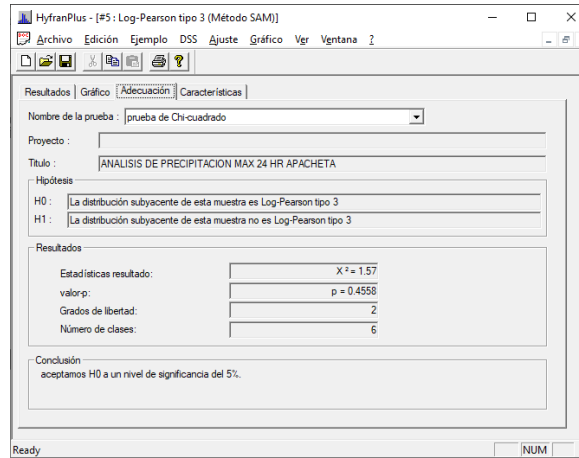 HyfranPlus - [#5 : Log-Pearson tipo 3 (Método SAM)]
Archivo Edición Ejemplo DSS Ajuste Gráfico Ver Ventana ?
Resultados Gráfico Adecuación Características
Nombre de la prueba : prueba de Chi-cuadrado
Proyecto :
Titulo : ANALISIS DE PRECIPITACION MAX 24 HR APACHETA
Hipótesis
H0 : La distribución subyacente de esta muestra es Log-Pearson tipo 3
H1 : La distribución subyacente de esta muestra no es Log-Pearson tipo 3
Resultados
Estadísticas resultado: X ² = 1.57
valor-p: p = 0.4558
Grados de libertad: 2
Número de clases: 6
Conclusión
aceptamos H0 a un nivel de significancia del 5%.
Ready NUM